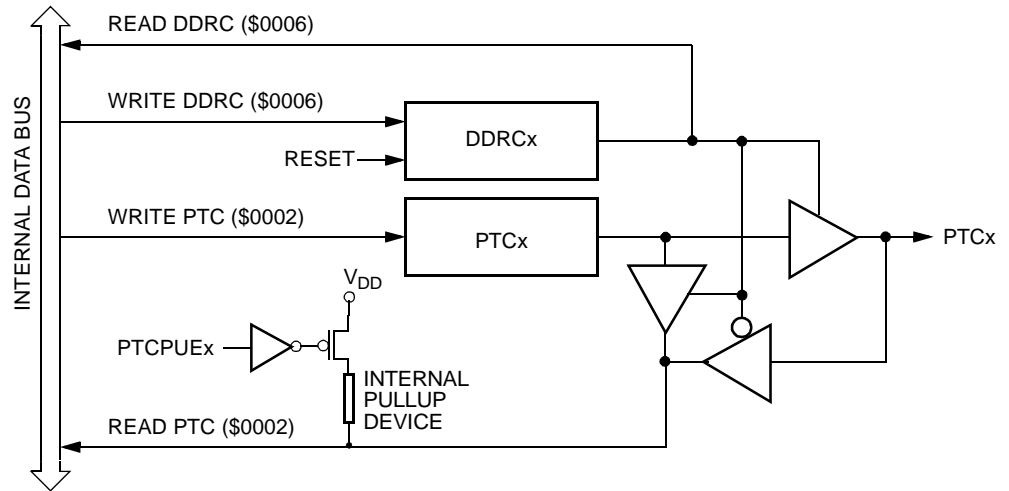 READ DDRC ($0006)
WRITE DDRC ($0006)
DDRCx
RESET
WRITE PTC ($0002)
PTCx
PTCx
VDD
PTCPUEx
INTERNAL
PULLUP
DEVICE
READ PTC ($0002)
INTERNAL DATA BUS